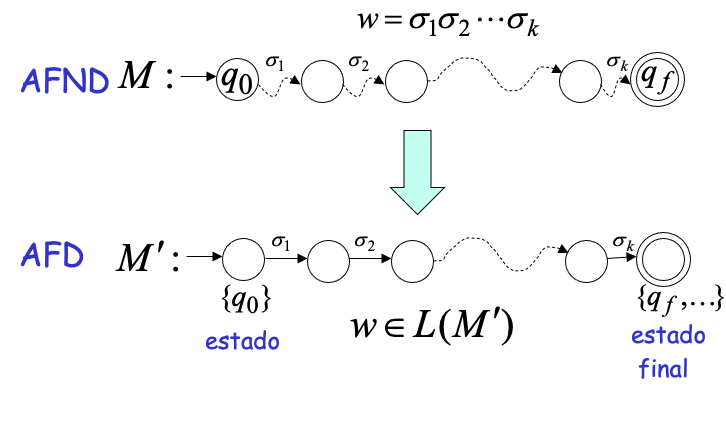 w = σ₁σ₂⋯σₖ
AFND M : q₀ σ₁ σ₂ σₖ q_f
AFD M′ : σ₁ σ₂ σₖ
{q₀} {q_f,…}
estado w ∈ L(M′) estado
final